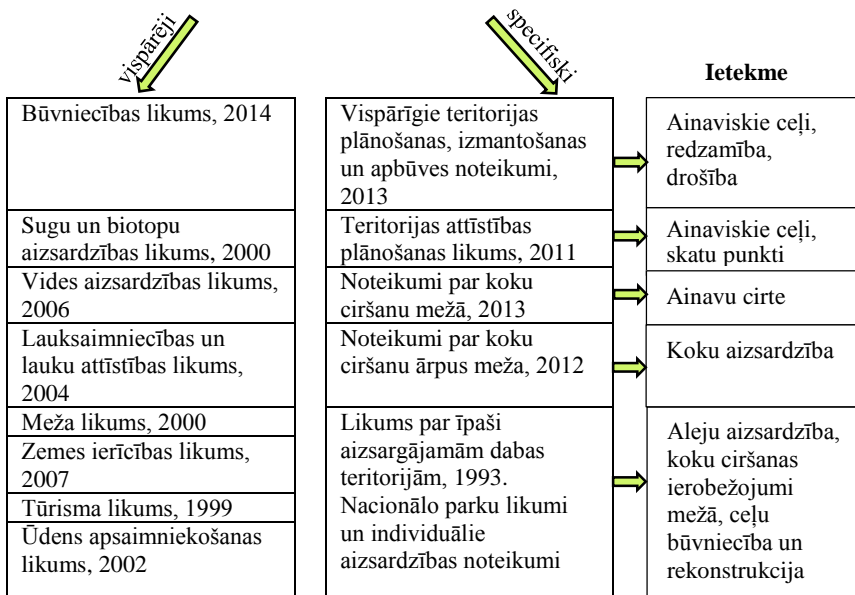 vispārēji
specifiski
Ietekme
Būvniecības likums, 2014
Sugu un biotopu
aizsardzības likums, 2000
Vides aizsardzības likums,
2006
Lauksaimniecības un
lauku attīstības likums,
2004
Meža likums, 2000
Zemes ierīcības likums,
2007
Tūrisma likums, 1999
Ūdens apsaimniekošanas
likums, 2002
Vispārīgie teritorijas
plānošanas, izmantošanas
un apbūves noteikumi,
2013
Teritorijas attīstības
plānošanas likums, 2011
Noteikumi par koku
ciršanu mežā, 2013
Noteikumi par koku
ciršanu ārpus meža, 2012
Likums par īpaši
aizsargājamām dabas
teritorijām, 1993.
Nacionālo parku likumi
un individuālie
aizsardzības noteikumi
Ainaviskie ceļi,
redzamība,
drošība
Ainaviskie ceļi,
skatu punkti
Ainavu cirte
Koku aizsardzība
Aleju aizsardzība,
koku ciršanas
ierobežojumi
mežā, ceļu
būvniecība un
rekonstrukcija